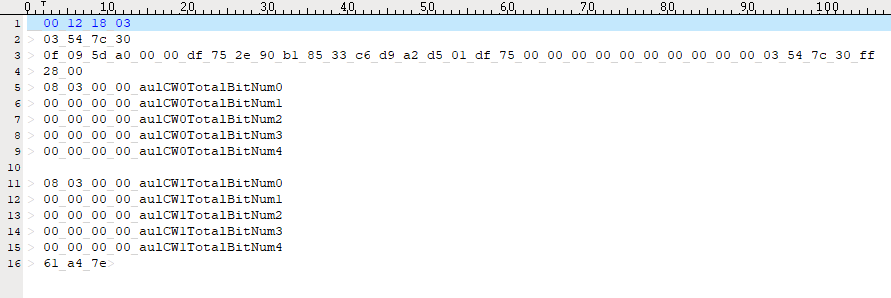 0 10 20 30 40 50 60 70 80 90 100
1 00 12 18 03
2 03 54 7c 30
3 0f 09 5d a0 00 00 df 75 2e 90 b1 85 33 c6 d9 a2 d5 01 df 75 00 00 00 00 00 00 00 00 00 03 54 7c 30 ff
4 28 00
5 08 03 00 00 aulCW0TotalBitNum0
6 00 00 00 00 aulCW0TotalBitNum1
7 00 00 00 00 aulCW0TotalBitNum2
8 00 00 00 00 aulCW0TotalBitNum3
9 00 00 00 00 aulCW0TotalBitNum4
10
11 08 03 00 00 aulCW1TotalBitNum0
12 00 00 00 00 aulCW1TotalBitNum1
13 00 00 00 00 aulCW1TotalBitNum2
14 00 00 00 00 aulCW1TotalBitNum3
15 00 00 00 00 aulCW1TotalBitNum4
16 61 a4 7e